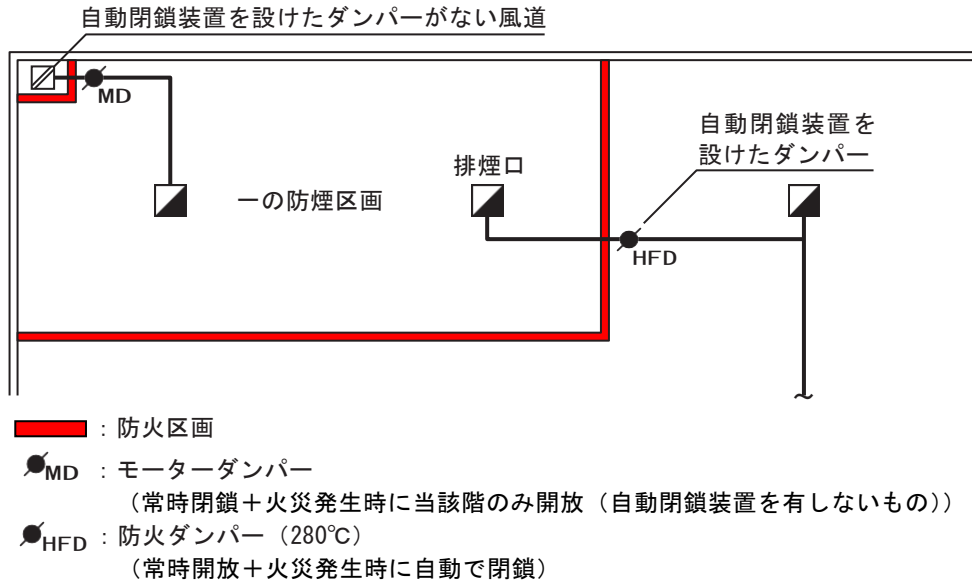 自動閉鎖装置を設けたダンパーがない風道
MD
自動閉鎖装置を
設けたダンパー
排煙口
一の防煙区画
HFD
：防火区画
MD：モーターダンパー
（常時閉鎖＋火災発生時に当該階のみ開放（自動閉鎖装置を有しないもの））
HFD：防火ダンパー（280℃）
（常時開放＋火災発生時に自動で閉鎖）